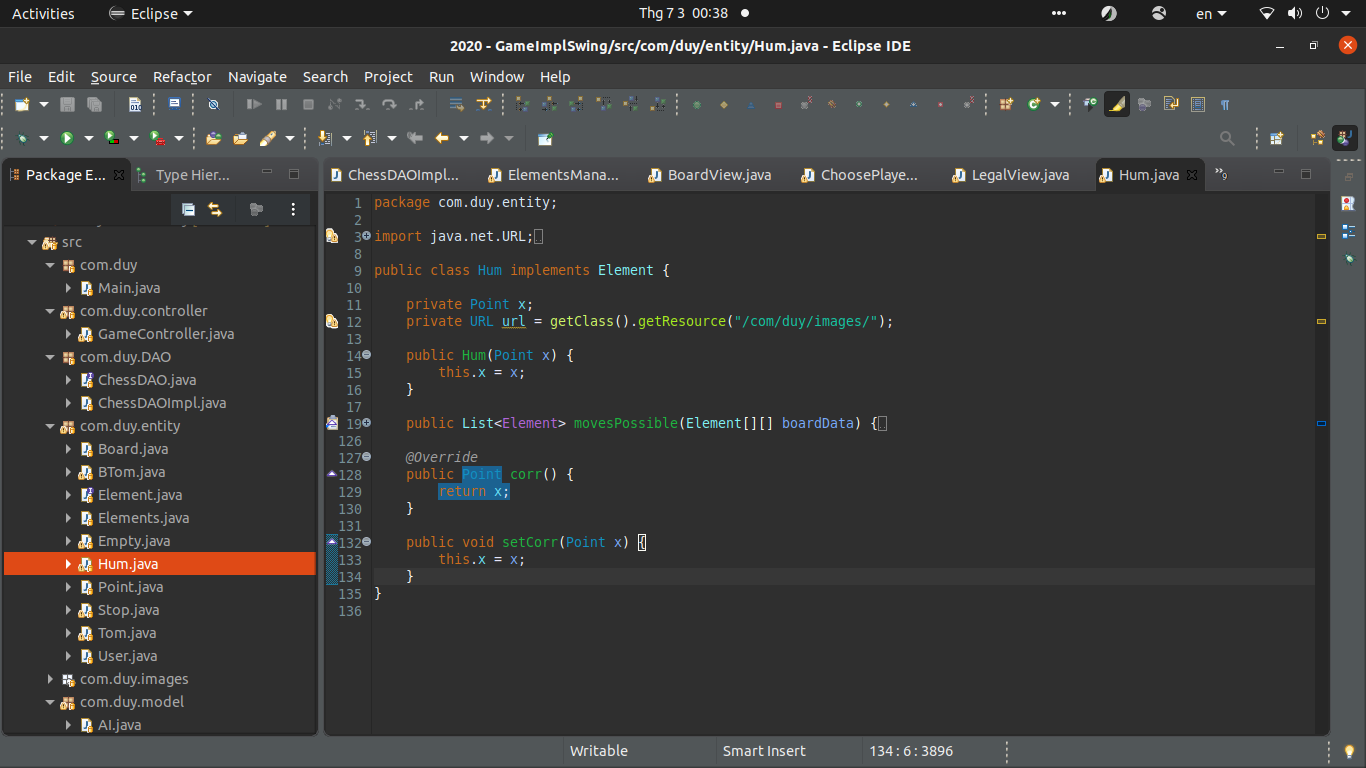 Activities Eclipse Thg 7 3 00:38 en
2020 - GameImplSwing/src/com/duy/entity/Hum.java - Eclipse IDE
File Edit Source Refactor Navigate Search Project Run Window Help
Package E... Type Hier...
src
com.duy
Main.java
com.duy.controller
GameController.java
com.duy.DAO
ChessDAO.java
ChessDAOImpl.java
com.duy.entity
Board.java
BTom.java
Element.java
Elements.java
Empty.java
Hum.java
Point.java
Stop.java
Tom.java
User.java
com.duy.images
com.duy.model
AI.java
ChessDAOImpl... ElementsMana... BoardView.java ChoosePlaye... LegalView.java Hum.java »9
1 package com.duy.entity;
2
3 import java.net.URL;
8
9 public class Hum implements Element {
10
11 private Point x;
12 private URL url = getClass().getResource("/com/duy/images/");
13
14 public Hum(Point x) {
15 this.x = x;
16 }
17
19 public List<Element> movesPossible(Element[][] boardData) {
126
127 @Override
128 public Point corr() {
129 return x;
130 }
131
132 public void setCorr(Point x) {
133 this.x = x;
134 }
135 }
136
Writable Smart Insert 134 : 6 : 3896